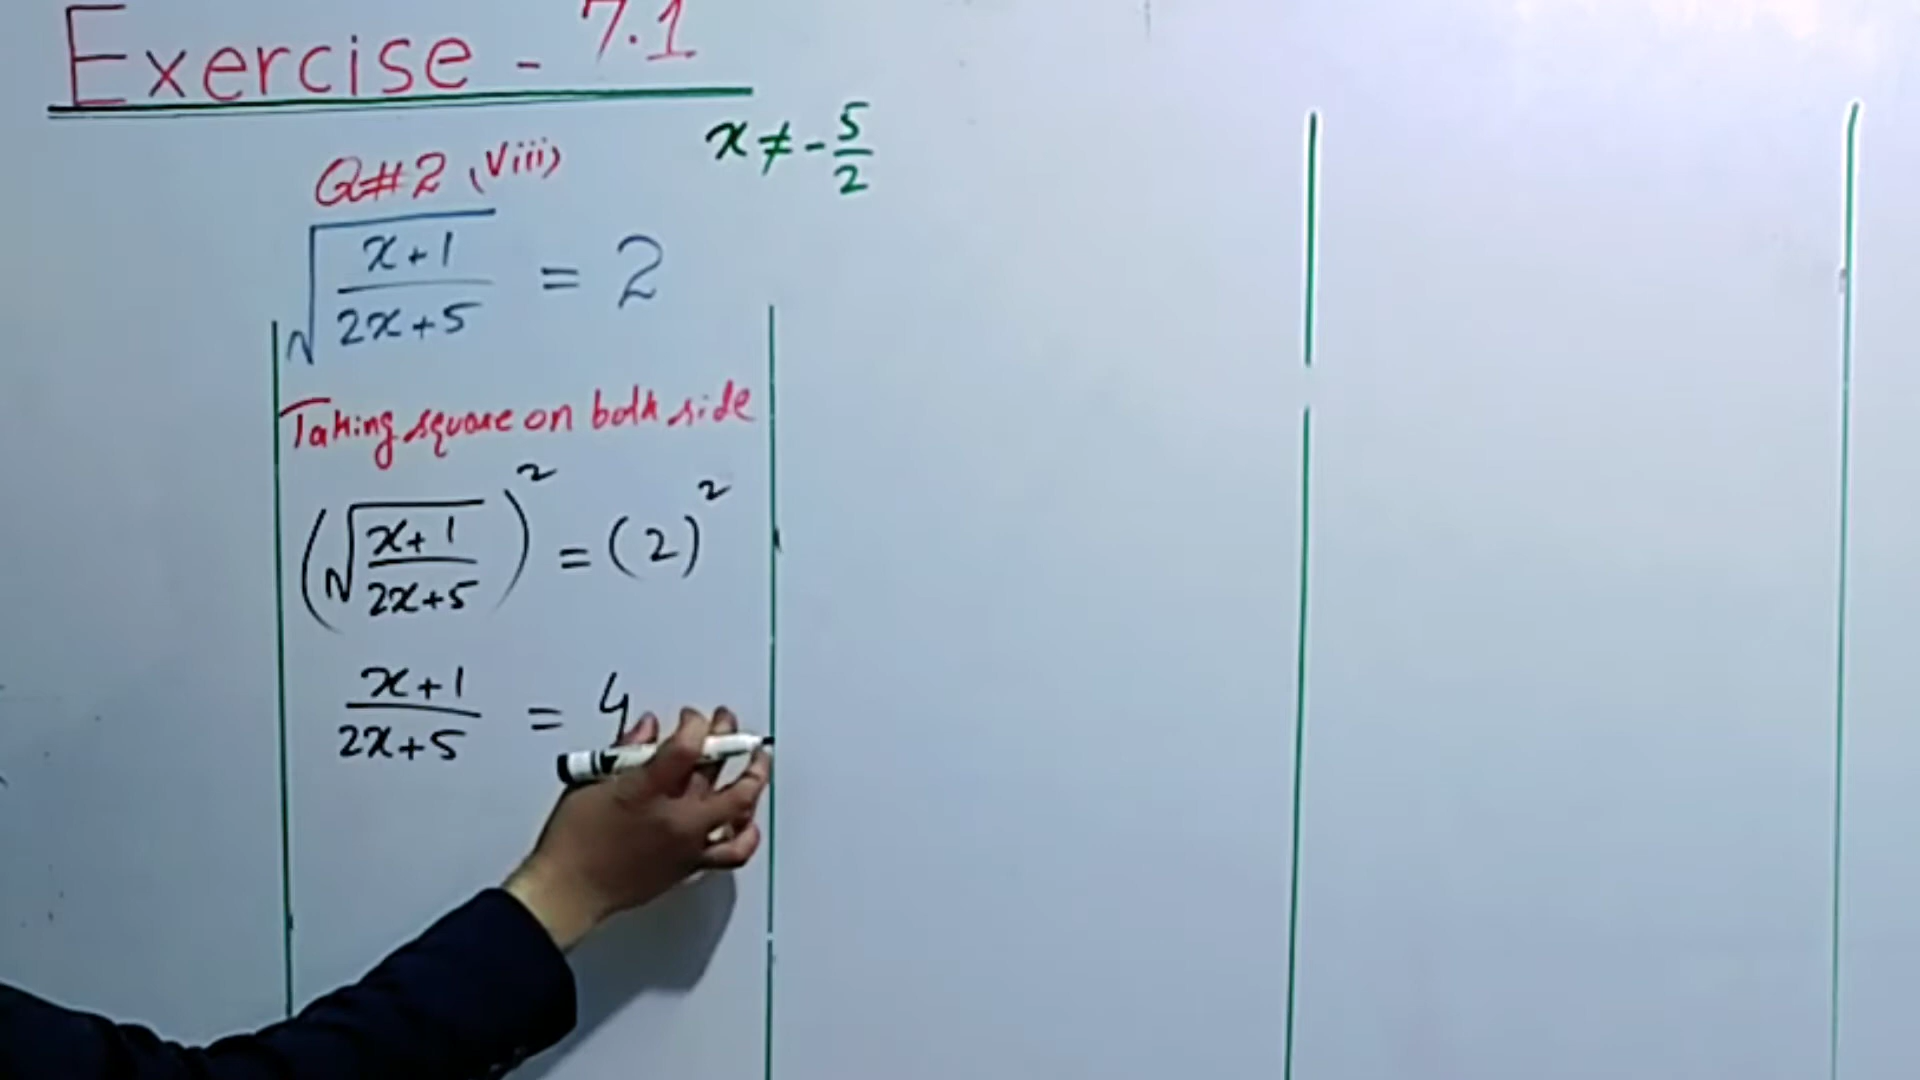 Exercise - 7.1
x ≠ -5/2
Q#2 (viii)
√((x+1)/(2x+5)) = 2
Taking square on both side
(√((x+1)/(2x+5)))² = (2)²
(x+1)/(2x+5) = 4